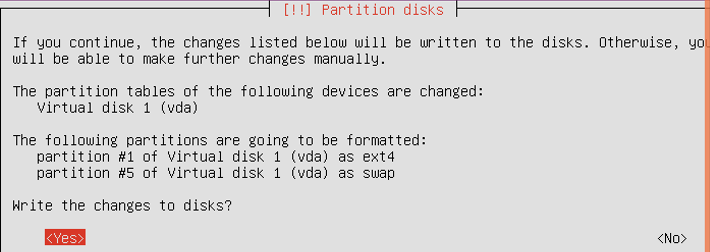 [!!] Partition disks
If you continue, the changes listed below will be written to the disks. Otherwise, you
will be able to make further changes manually.
The partition tables of the following devices are changed:
Virtual disk 1 (vda)
The following partitions are going to be formatted:
partition #1 of Virtual disk 1 (vda) as ext4
partition #5 of Virtual disk 1 (vda) as swap
Write the changes to disks?
<Yes> <No>